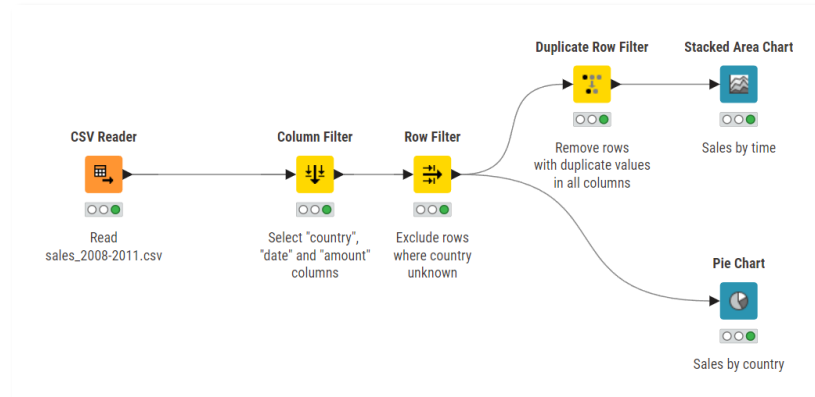 Duplicate Row Filter
Stacked Area Chart
Remove rows
with duplicate values
in all columns
Sales by time
CSV Reader
Column Filter
Row Filter
Read
sales_2008-2011.csv
Select "country",
"date" and "amount"
columns
Exclude rows
where country
unknown
Pie Chart
Sales by country